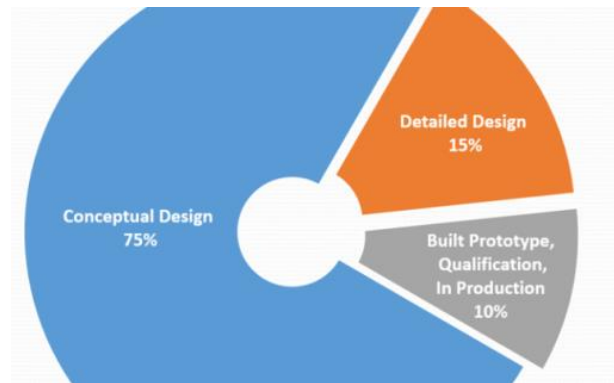 Detailed Design
15%
Conceptual Design
75%
Built Prototype,
Qualification,
In Production
10%